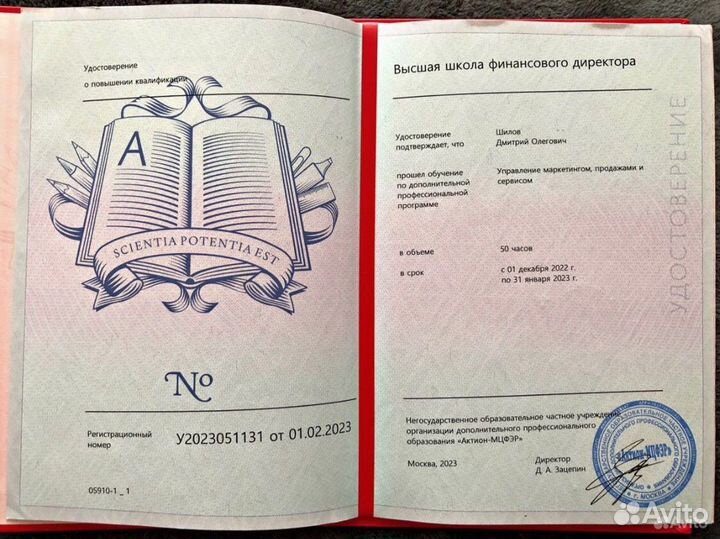 Удостоверение
о повышении квалификации
A
SCIENTIA POTENTIA EST
No
Регистрационный
номер
У2023051131 от 01.02.2023
05910-1 _ 1
Высшая школа финансового директора
Удостоверение
подтверждает, что
Шилов
Дмитрий Олегович
прошел обучение
по дополнительной
профессиональной
программе
Управление маркетингом, продажами и
сервисом
в объеме
50 часов
в срок
с 01 декабря 2022 г.
по 31 января 2023 г.
УДОСТОВЕРЕНИЕ
Негосударственное образовательное частное учреждение
организации дополнительного профессионального
образования «Актион-МЦФЭР»
Москва, 2023
Директор
Д. А. Зацепин
«Актион-МЦФЭР»
г. МОСКВА
Avito